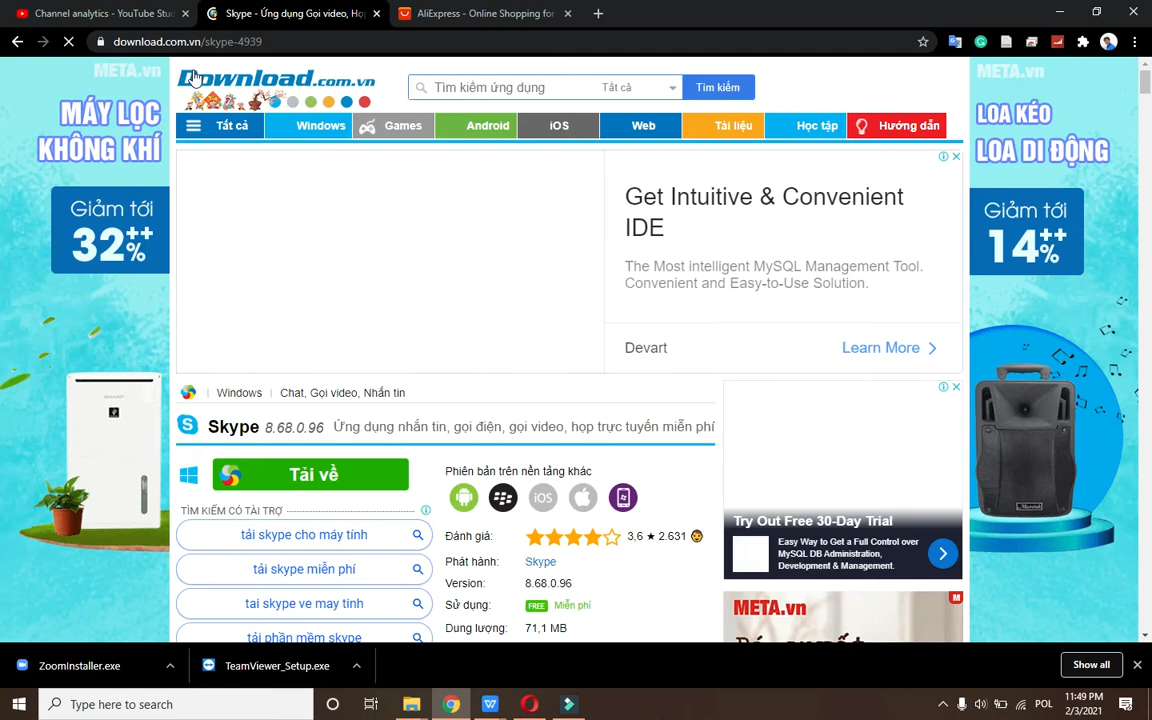 Channel analytics - YouTube Stu
Skype - Ứng dụng Gọi video, Họ
AliExpress - Online Shopping for
download.com.vn/skype-4939
META.vn
MÁY LỌC
KHÔNG KHÍ
Giảm tới
32++%
Download.com.vn
Tìm kiếm ứng dụng
Tất cả
Tìm kiếm
Tất cả
Windows
Games
Android
iOS
Web
Tài liệu
Học tập
Hướng dẫn
META.vn
LOA KÉO
LOA DI ĐỘNG
Giảm tới
14++%
Get Intuitive & Convenient
IDE
The Most intelligent MySQL Management Tool.
Convenient and Easy-to-Use Solution.
Devart
Learn More
Windows
Chat, Gọi video, Nhắn tin
Skype 8.68.0.96 Ứng dụng nhắn tin, gọi điện, gọi video, họp trực tuyến miễn phí
Tải về
TÌM KIẾM CÓ TÀI TRỢ
tải skype cho máy tính
tải skype miễn phí
tai skype ve may tinh
tải phần mềm skype
Phiên bản trên nền tảng khác
iOS
Đánh giá: 3,6 ★ 2.631
Phát hành: Skype
Version: 8.68.0.96
Sử dụng: FREE Miễn phí
Dung lượng: 71,1 MB
Try Out Free 30-Day Trial
Easy Way to Get a Full Control over
MySQL DB Administration,
Development & Management.
META.vn
M
ZoomInstaller.exe
TeamViewer_Setup.exe
Show all
Type here to search
POL
11:49 PM
2/3/2021